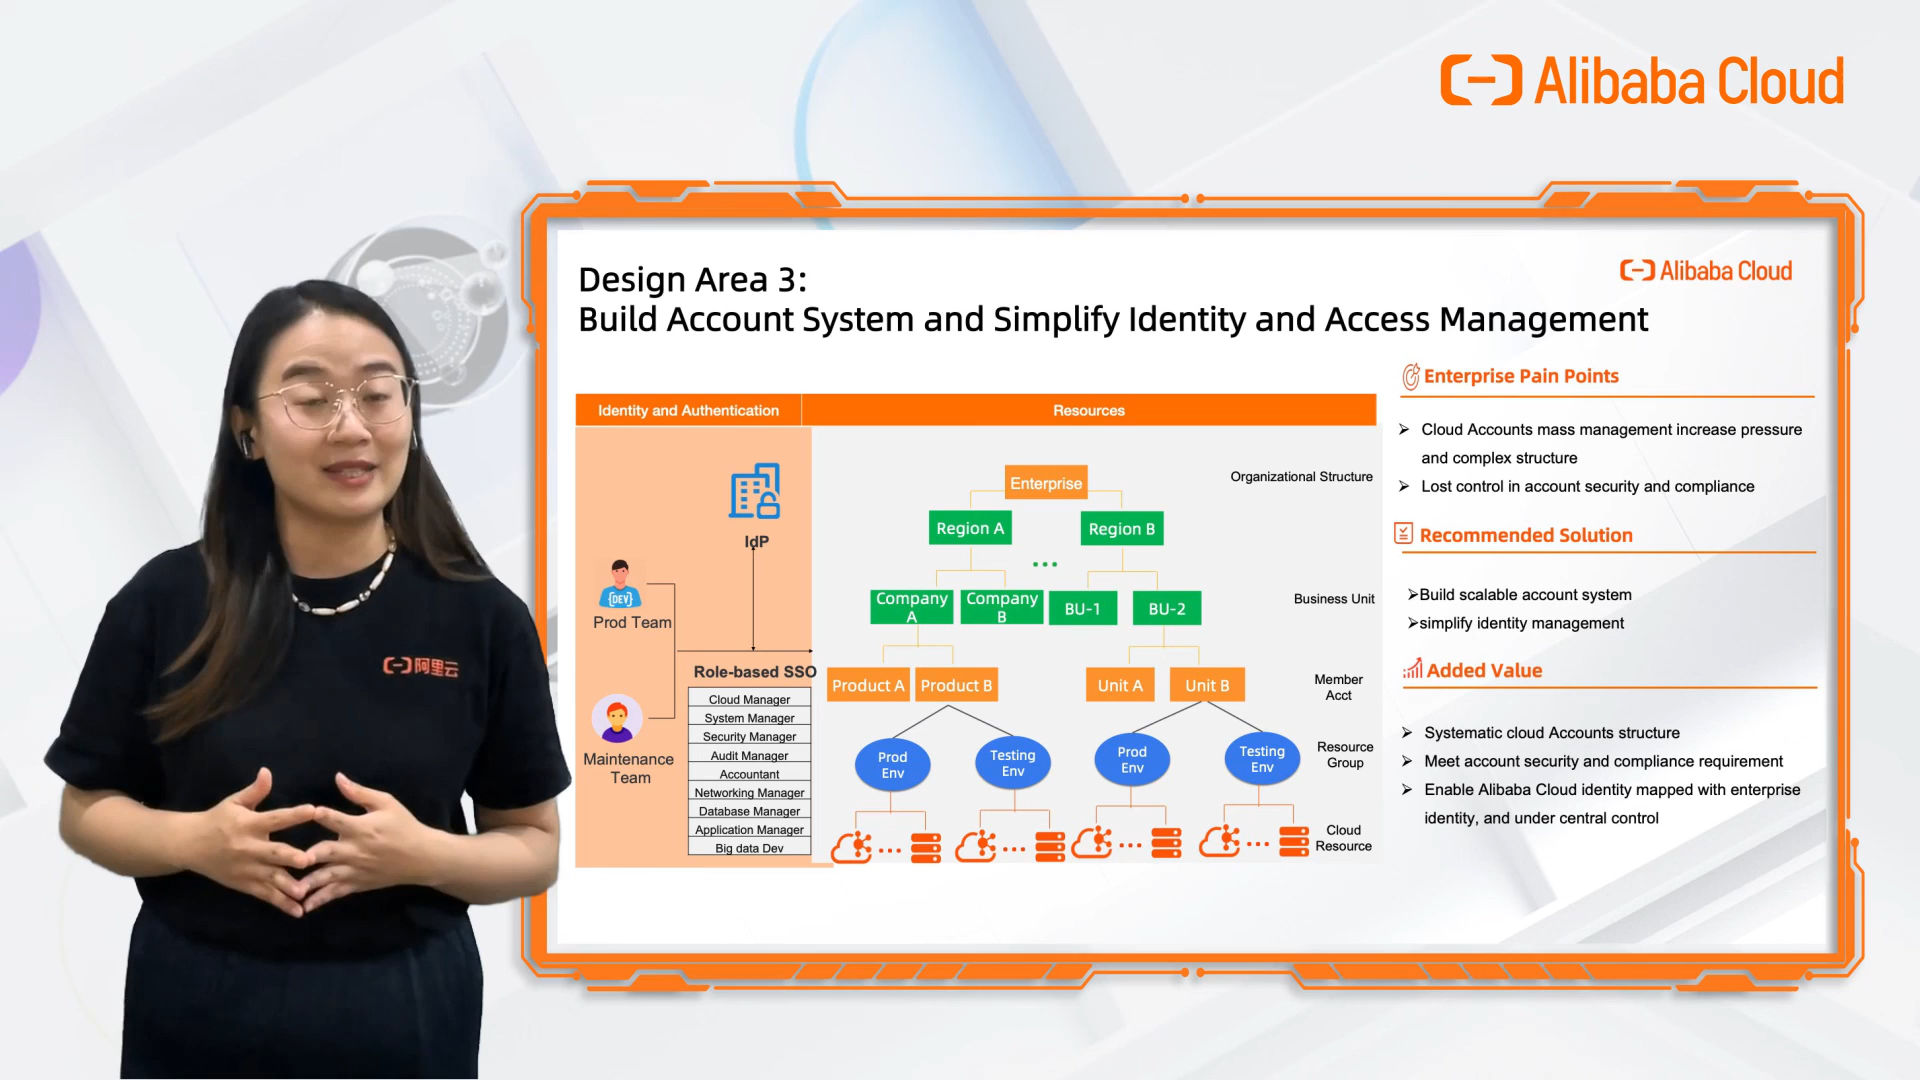 Alibaba Cloud
Alibaba Cloud
Design Area 3:
Build Account System and Simplify Identity and Access Management
Identity and Authentication
Resources
IdP
Prod Team
Role-based SSO
Cloud Manager
System Manager
Security Manager
Audit Manager
Accountant
Networking Manager
Database Manager
Application Manager
Big data Dev
{DEV}
Maintenance
Team
Enterprise
Organizational Structure
Region A
Region B
Company
A
Company
B
BU-1
BU-2
Business Unit
Product A
Product B
Unit A
Unit B
Member
Acct
Prod
Env
Testing
Env
Prod
Env
Testing
Env
Resource
Group
Cloud
Resource
Enterprise Pain Points
Cloud Accounts mass management increase pressure
and complex structure
Lost control in account security and compliance
Recommended Solution
Build scalable account system
simplify identity management
Added Value
Systematic cloud Accounts structure
Meet account security and compliance requirement
Enable Alibaba Cloud identity mapped with enterprise
identity, and under central control
阿里云